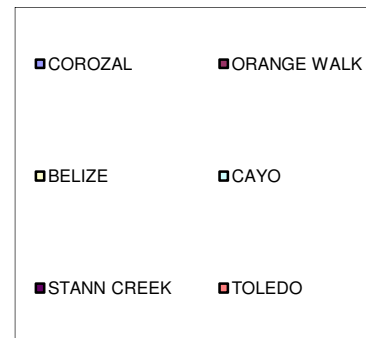 COROZAL
ORANGE WALK
BELIZE
CAYO
STANN CREEK
TOLEDO